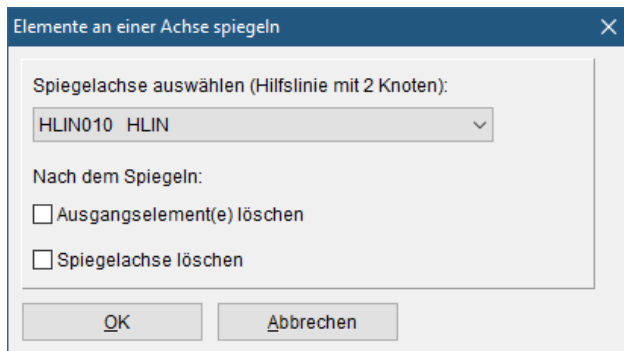 Elemente an einer Achse spiegeln
Spiegelachse auswählen (Hilfslinie mit 2 Knoten):
HLIN010 HLIN
Nach dem Spiegeln:
Ausgangselement(e) löschen
Spiegelachse löschen
OK
Abbrechen